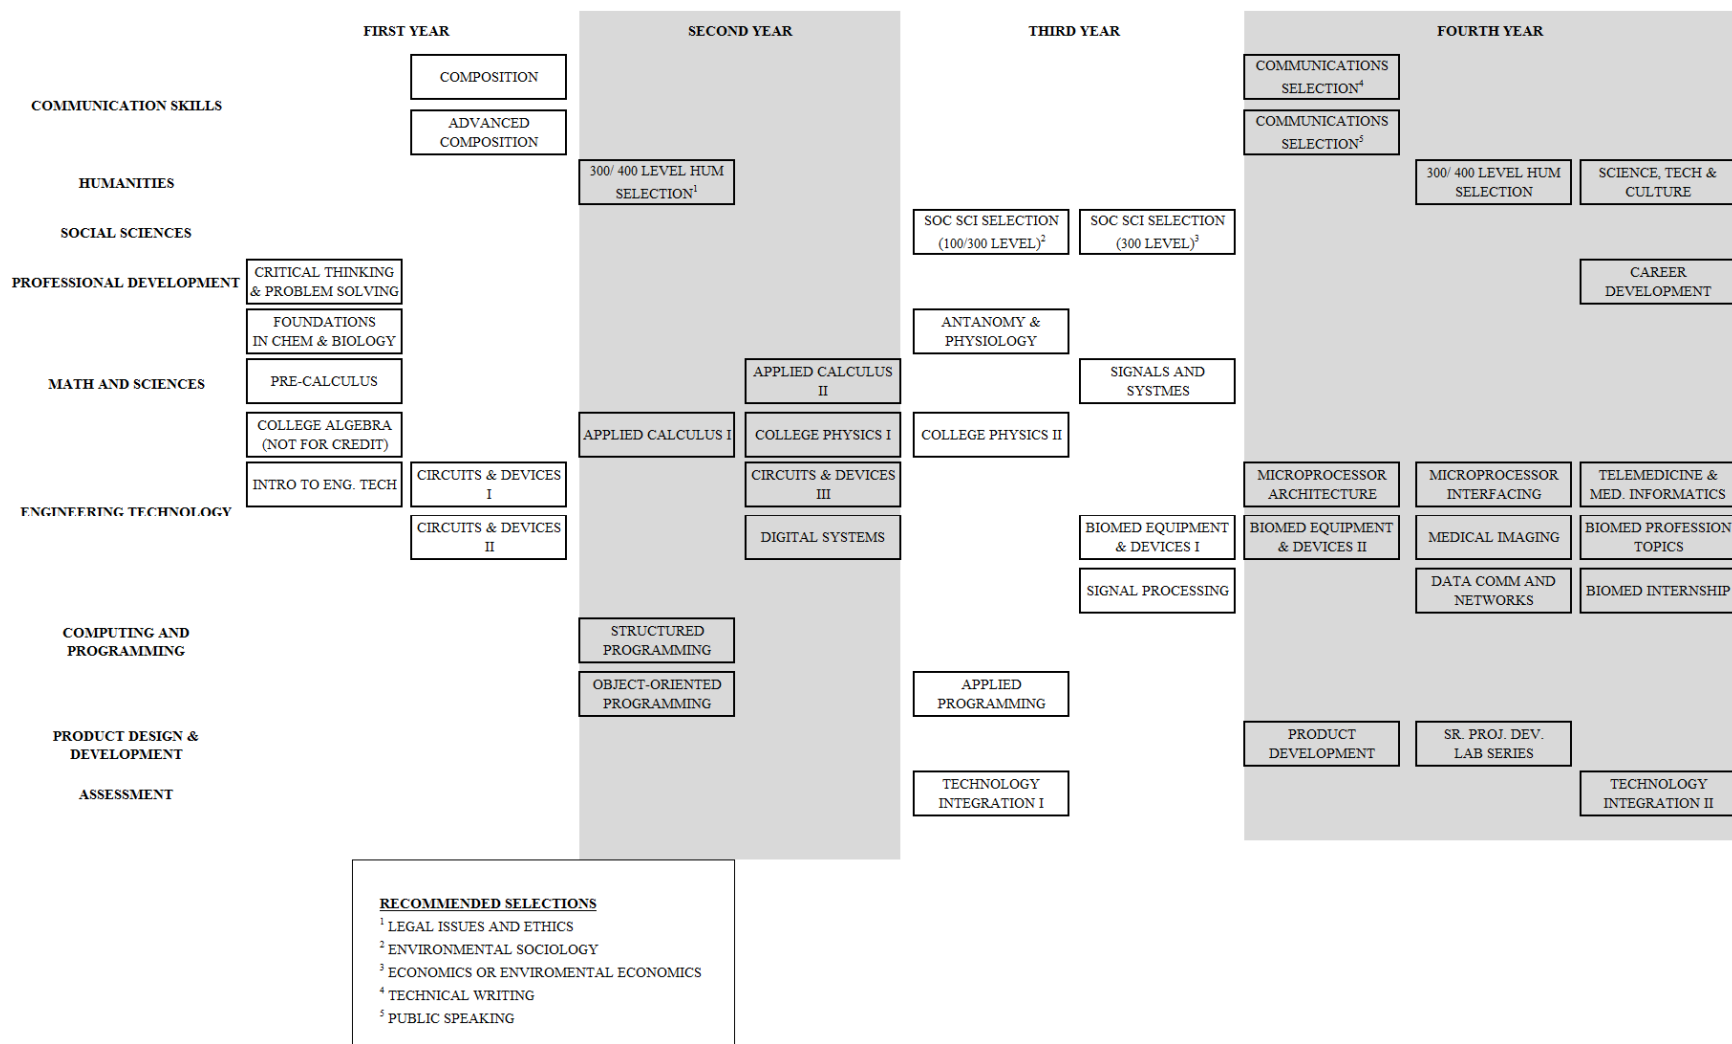 FIRST YEAR
SECOND YEAR
THIRD YEAR
FOURTH YEAR
COMMUNICATION SKILLS
COMPOSITION
COMMUNICATIONS
SELECTION4
ADVANCED
COMPOSITION
COMMUNICATIONS
SELECTION5
HUMANITIES
300/ 400 LEVEL HUM
SELECTION1
300/ 400 LEVEL HUM
SELECTION
SCIENCE, TECH &
CULTURE
SOCIAL SCIENCES
SOC SCI SELECTION
(100/300 LEVEL)2
SOC SCI SELECTION
(300 LEVEL)3
PROFESSIONAL DEVELOPMENT
CRITICAL THINKING
& PROBLEM SOLVING
CAREER
DEVELOPMENT
FOUNDATIONS
IN CHEM & BIOLOGY
ANTANOMY &
PHYSIOLOGY
MATH AND SCIENCES
PRE-CALCULUS
APPLIED CALCULUS
II
SIGNALS AND
SYSTMES
COLLEGE ALGEBRA
(NOT FOR CREDIT)
APPLIED CALCULUS I
COLLEGE PHYSICS I
COLLEGE PHYSICS II
ENGINEERING TECHNOLOGY
INTRO TO ENG. TECH
CIRCUITS & DEVICES
I
CIRCUITS & DEVICES
III
MICROPROCESSOR
ARCHITECTURE
MICROPROCESSOR
INTERFACING
TELEMEDICINE &
MED. INFORMATICS
CIRCUITS & DEVICES
II
DIGITAL SYSTEMS
BIOMED EQUIPMENT
& DEVICES I
BIOMED EQUIPMENT
& DEVICES II
MEDICAL IMAGING
BIOMED PROFESSION
TOPICS
SIGNAL PROCESSING
DATA COMM AND
NETWORKS
BIOMED INTERNSHIP
COMPUTING AND
PROGRAMMING
STRUCTURED
PROGRAMMING
OBJECT-ORIENTED
PROGRAMMING
APPLIED
PROGRAMMING
PRODUCT DESIGN &
DEVELOPMENT
PRODUCT
DEVELOPMENT
SR. PROJ. DEV.
LAB SERIES
ASSESSMENT
TECHNOLOGY
INTEGRATION I
TECHNOLOGY
INTEGRATION II
RECOMMENDED SELECTIONS
1 LEGAL ISSUES AND ETHICS
2 ENVIRONMENTAL SOCIOLOGY
3 ECONOMICS OR ENVIROMENTAL ECONOMICS
4 TECHNICAL WRITING
5 PUBLIC SPEAKING